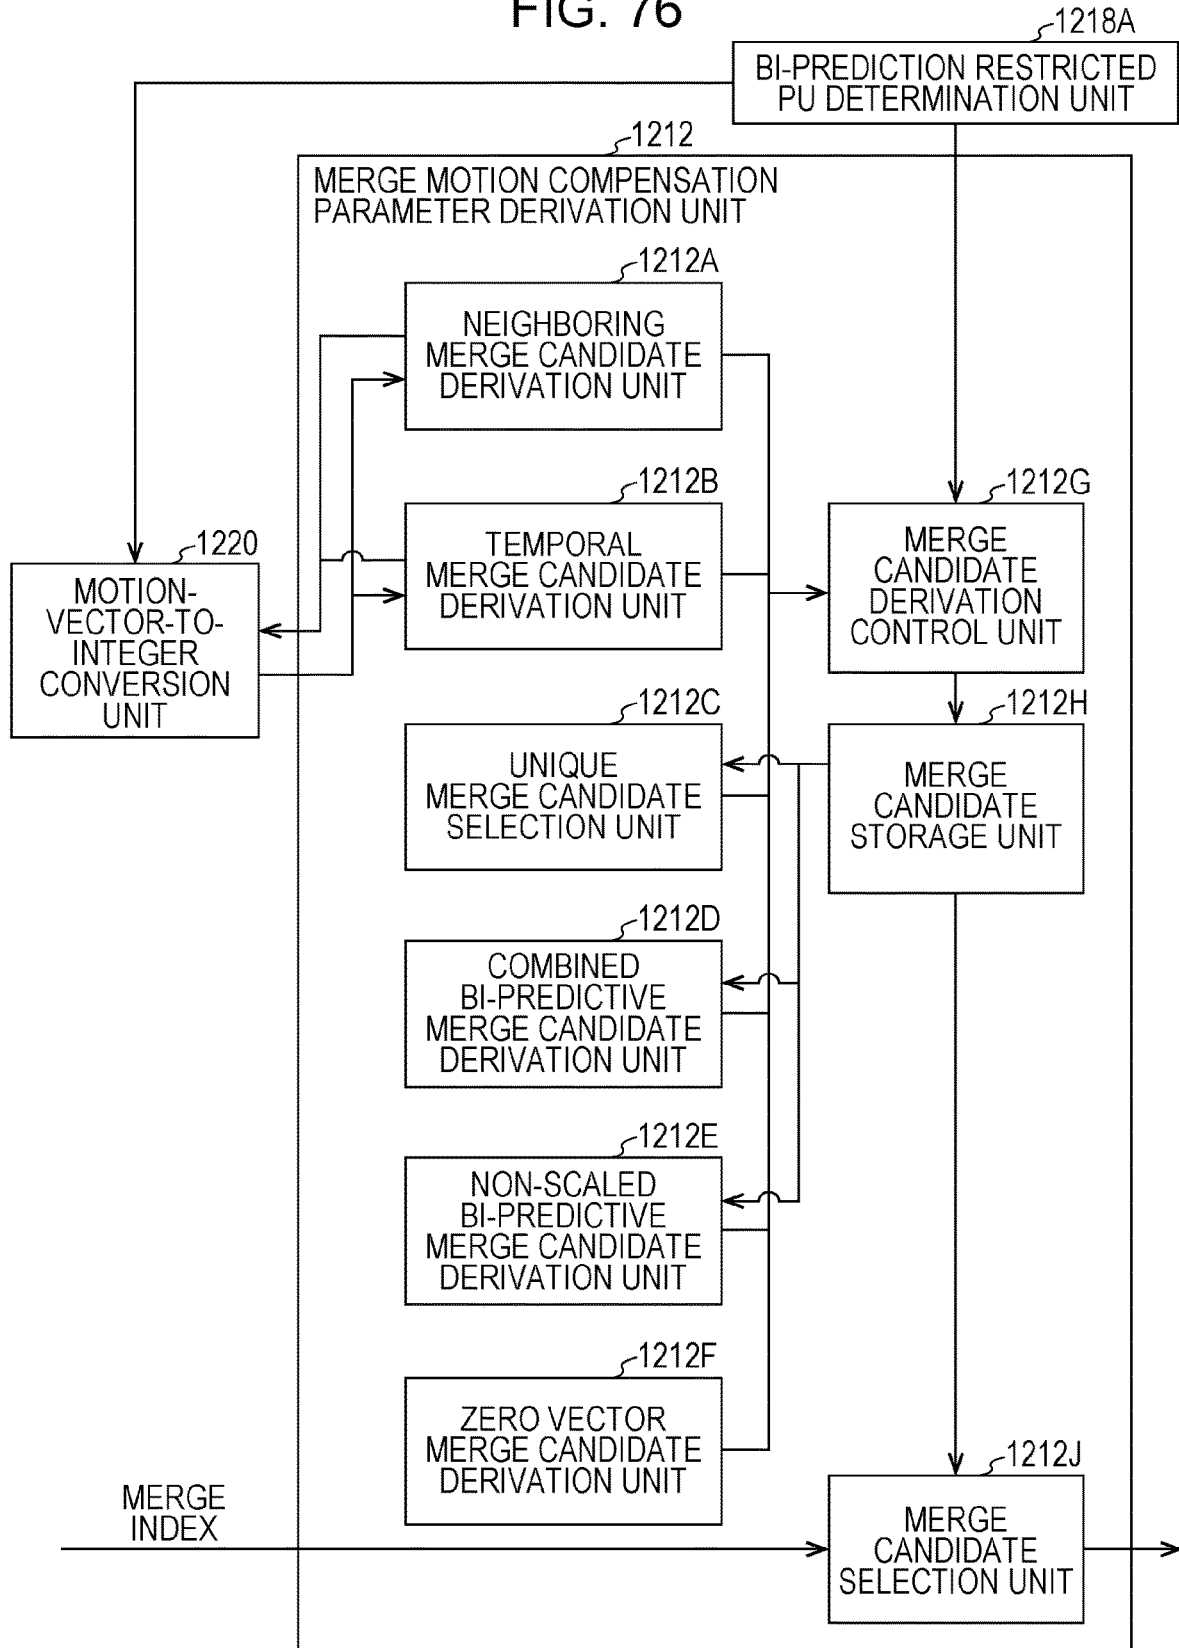 FIG. 76
1218A
BI-PREDICTION RESTRICTED
PU DETERMINATION UNIT
1212
MERGE MOTION COMPENSATION
PARAMETER DERIVATION UNIT
1212A
NEIGHBORING
MERGE CANDIDATE
DERIVATION UNIT
1212B
TEMPORAL
MERGE CANDIDATE
DERIVATION UNIT
1212G
MERGE
CANDIDATE
DERIVATION
CONTROL UNIT
1220
MOTION-
VECTOR-TO-
INTEGER
CONVERSION
UNIT
1212C
UNIQUE
MERGE CANDIDATE
SELECTION UNIT
1212H
MERGE
CANDIDATE
STORAGE UNIT
1212D
COMBINED
BI-PREDICTIVE
MERGE CANDIDATE
DERIVATION UNIT
1212E
NON-SCALED
BI-PREDICTIVE
MERGE CANDIDATE
DERIVATION UNIT
1212F
ZERO VECTOR
MERGE CANDIDATE
DERIVATION UNIT
MERGE
INDEX
1212J
MERGE
CANDIDATE
SELECTION UNIT